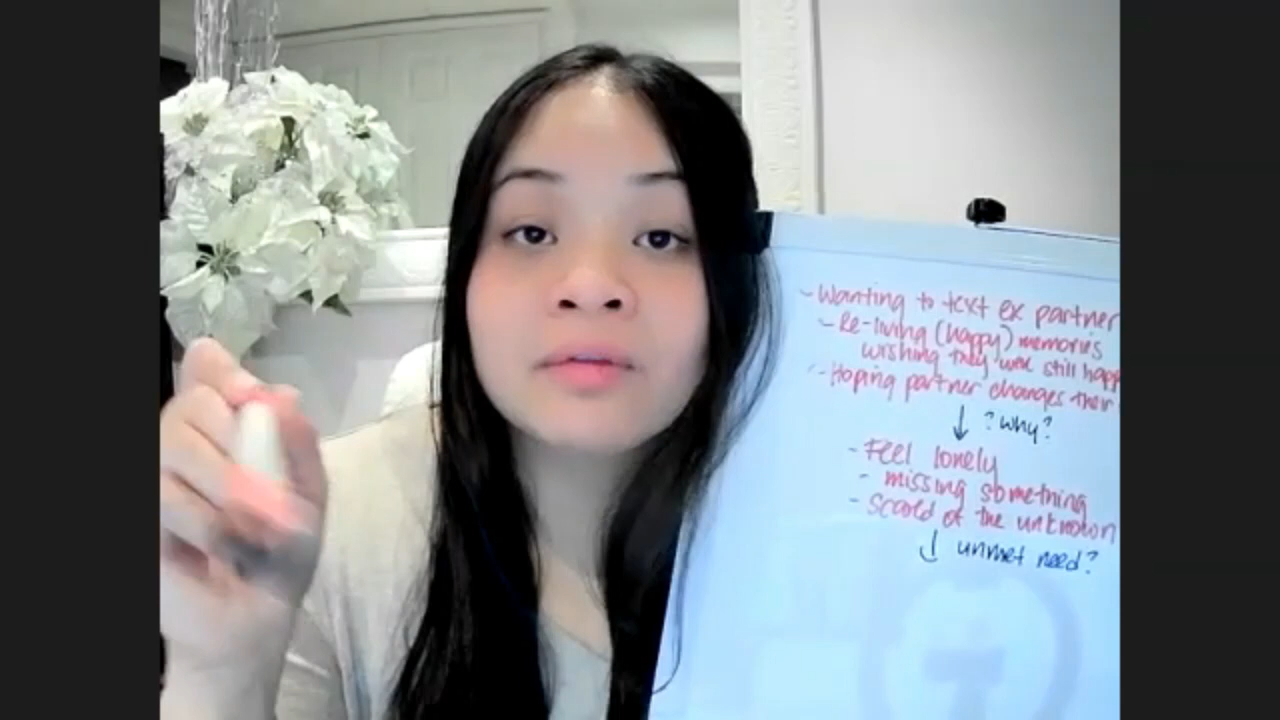 - Wanting to text ex partner
- Re-living (happy) memories
wishing they were still happ
- Hoping partner changes their
↓ ? why?
- Feel lonely
- missing something
- Scared of the unknown
↓ unmet need?